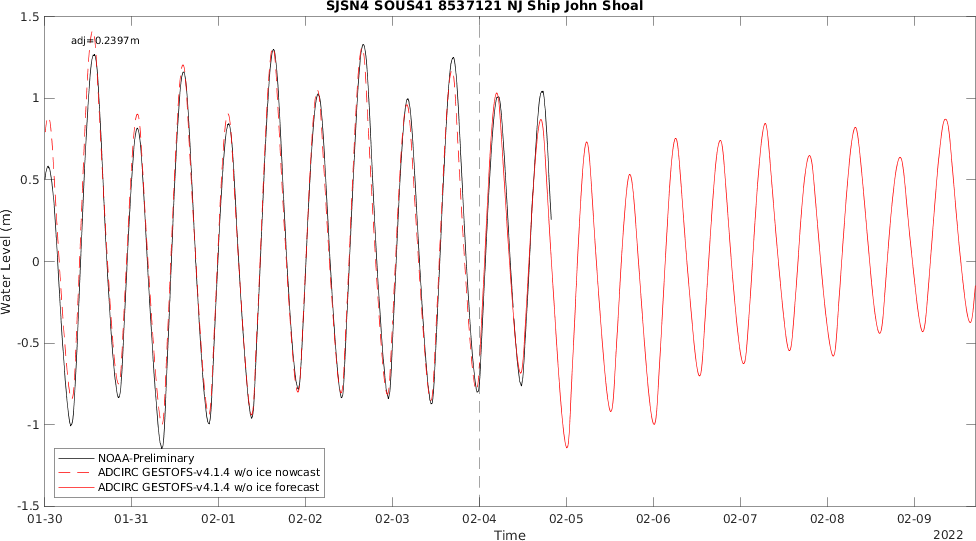 SJSN4 SOUS41 8537121 NJ Ship John Shoal
adj=0.2397m
1.5
1
0.5
0
-0.5
-1
-1.5
Water Level (m)
NOAA-Preliminary
ADCIRC GESTOFS-v4.1.4 w/o ice nowcast
ADCIRC GESTOFS-v4.1.4 w/o ice forecast
01-30 01-31 02-01 02-02 02-03 02-04 02-05 02-06 02-07 02-08 02-09
Time
2022